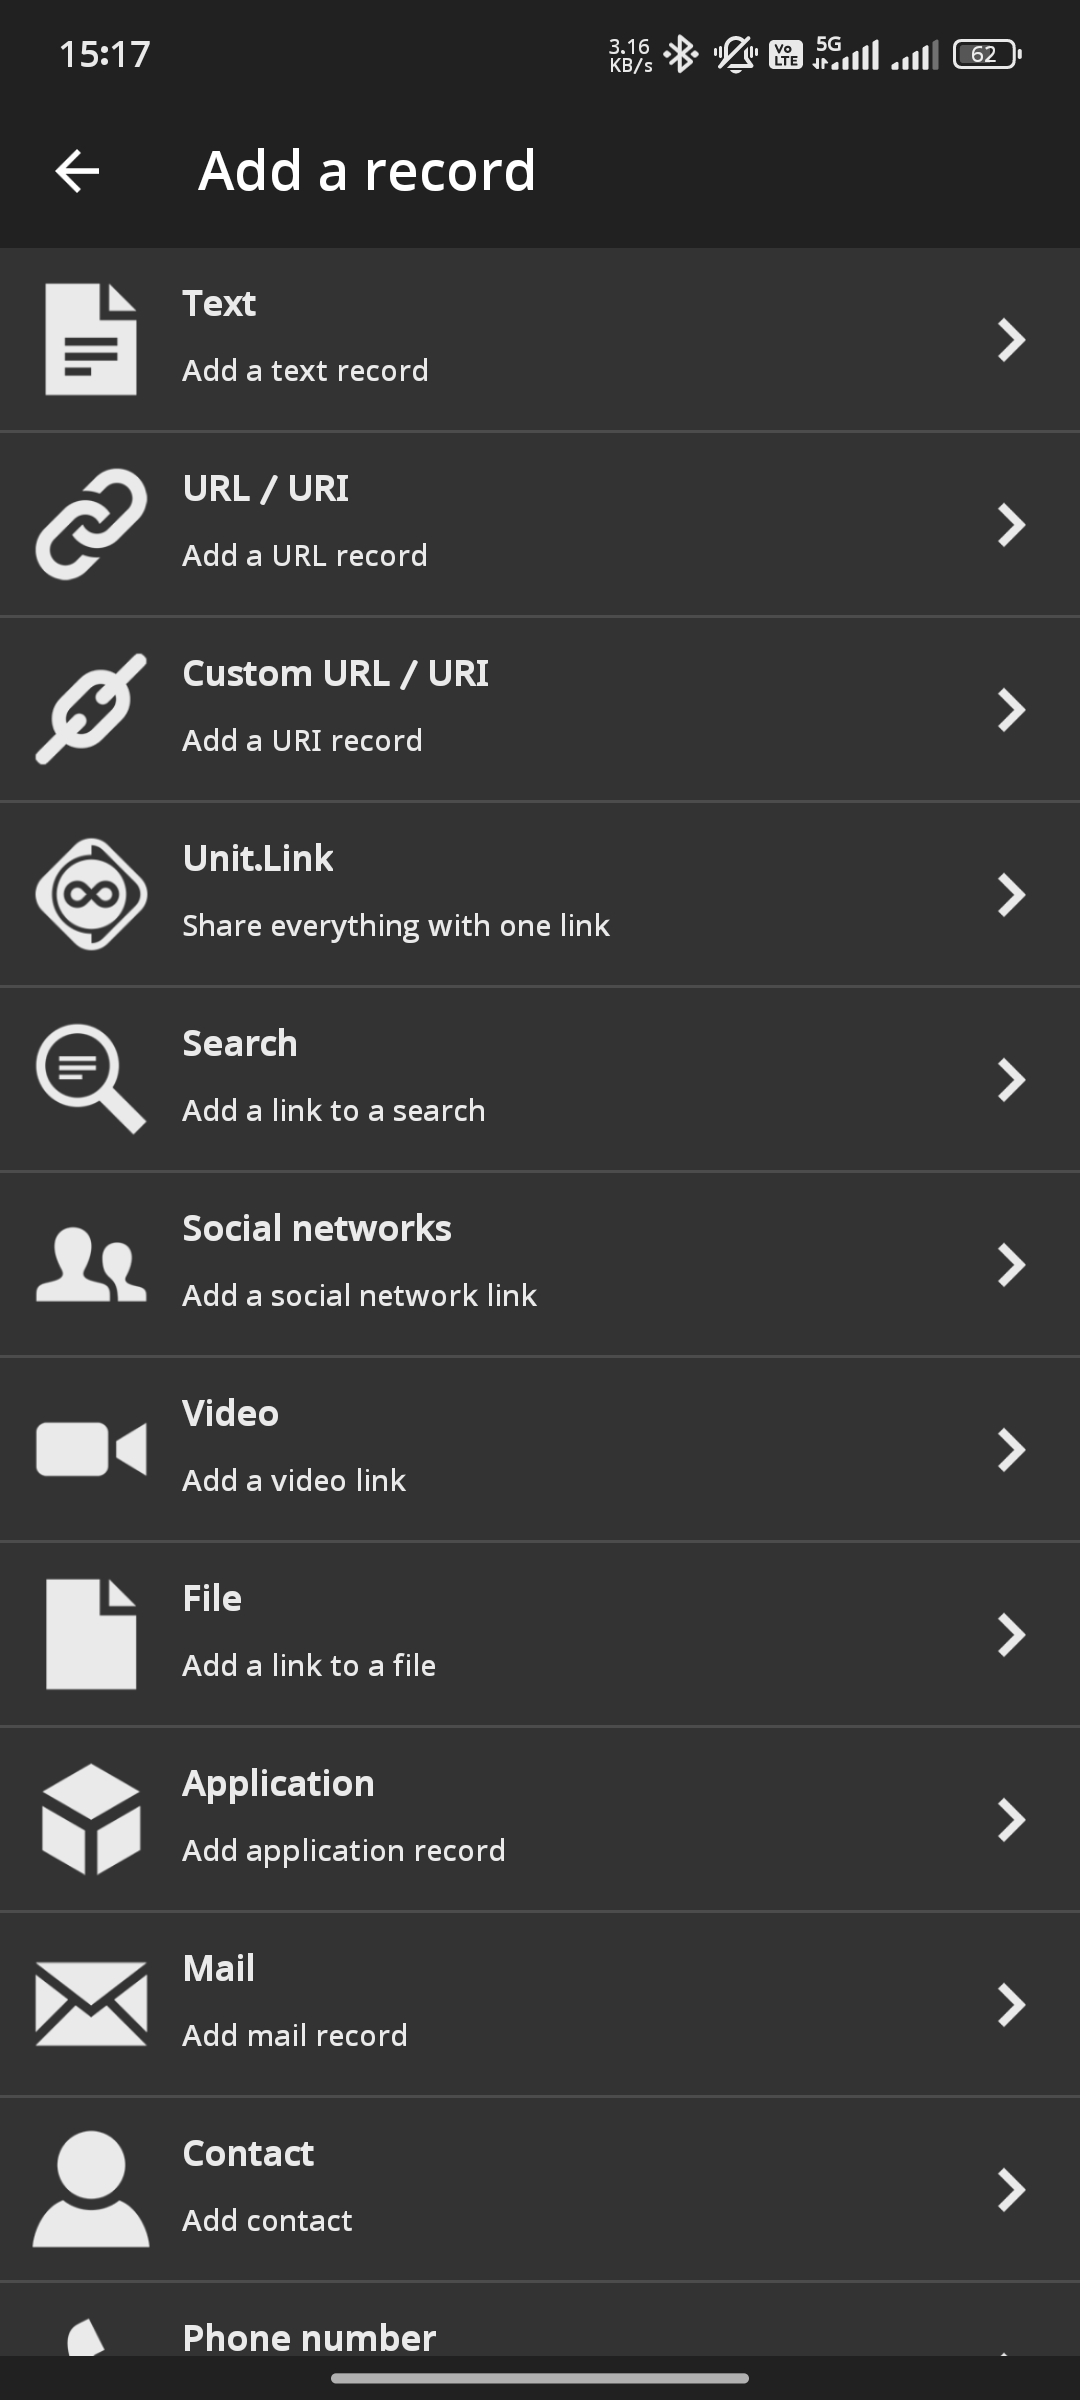 15:17
3.16
KB/s
Vo
LTE
5G
62
Add a record
Text
Add a text record
URL / URI
Add a URL record
Custom URL / URI
Add a URI record
Unit.Link
Share everything with one link
Search
Add a link to a search
Social networks
Add a social network link
Video
Add a video link
File
Add a link to a file
Application
Add application record
Mail
Add mail record
Contact
Add contact
Phone number